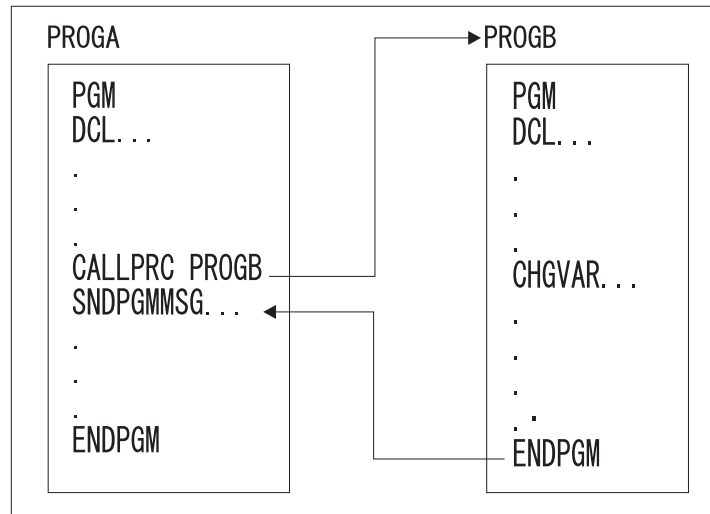 PROGA
PGM
DCL...
.
.
.
CALLPRC PROGB
SNDPGMMSG...
.
.
.
ENDPGM
PROGB
PGM
DCL...
.
.
.
CHGVAR...
.
.
.
. .
ENDPGM